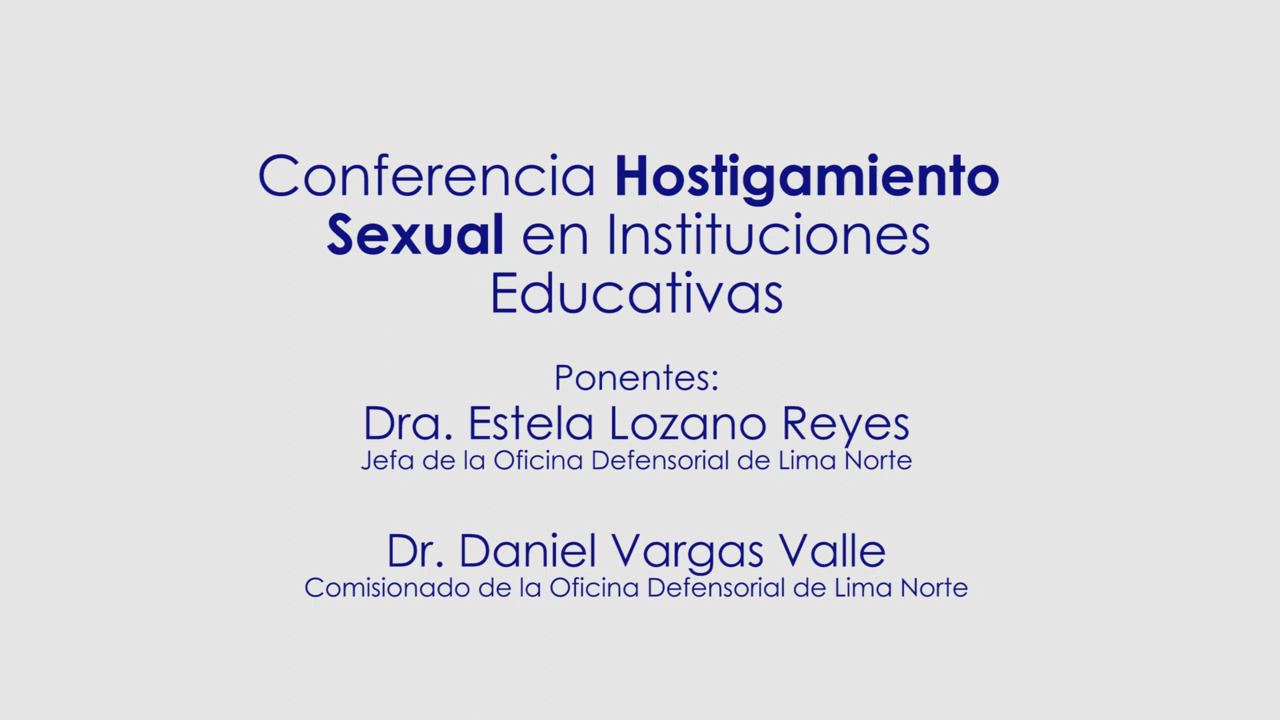 Conferencia Hostigamiento
Sexual en Instituciones
Educativas
Ponentes:
Dra. Estela Lozano Reyes
Jefa de la Oficina Defensorial de Lima Norte
Dr. Daniel Vargas Valle
Comisionado de la Oficina Defensorial de Lima Norte